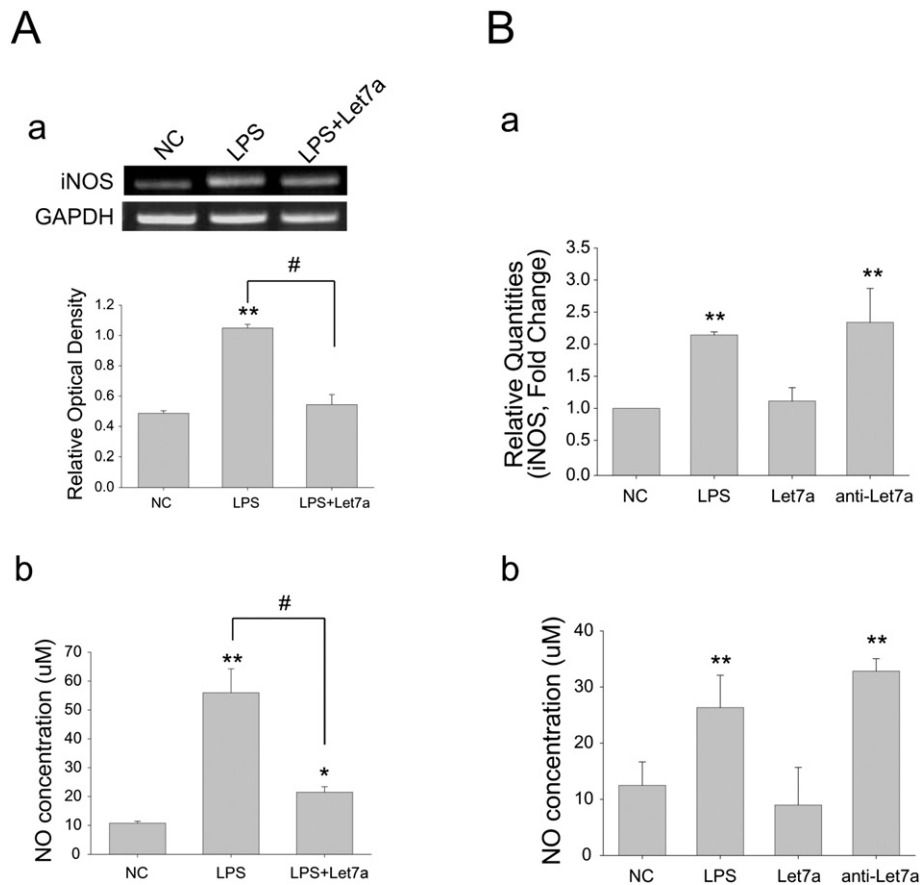 A
a
NC LPS LPS+Let7a
iNOS
GAPDH
#
**
Relative Optical Density
1.2
1.0
0.8
0.6
0.4
0.2
0.0
NC LPS LPS+Let7a
b
#
**
*
NO concentration (uM)
70
60
50
40
30
20
10
0
NC LPS LPS+Let7a
B
a
** **
Relative Quantities
(iNOS, Fold Change)
2.5
3.0
2.5
2.0
1.5
1.0
0.5
0.0
NC LPS Let7a anti-Let7a
b
** **
NO concentration (uM)
40
30
20
10
0
NC LPS Let7a anti-Let7a